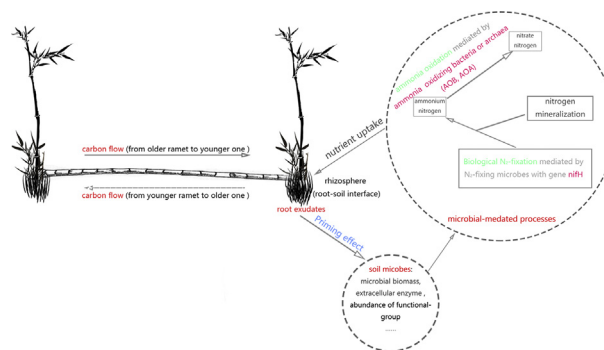 nitrate
nitrogen
ammonia oxidation mediated by
ammonia oxidizing bacteria or archaea
(AOB, AOA)
ammonium
nitrogen
nitrogen
mineralization
Biological N₂-fixation mediated by
N₂-fixing microbes with gene nifH
microbial-medated processes
nutrient uptake
carbon flow (from older ramet to younger one )
carbon flow (from younger ramet to older one )
rhizosphere
(root-soil interface)
root exudates
Priming effect
soil micobes:
microbial biomass,
extracellular enzyme ,
abundance of functional-
group
......